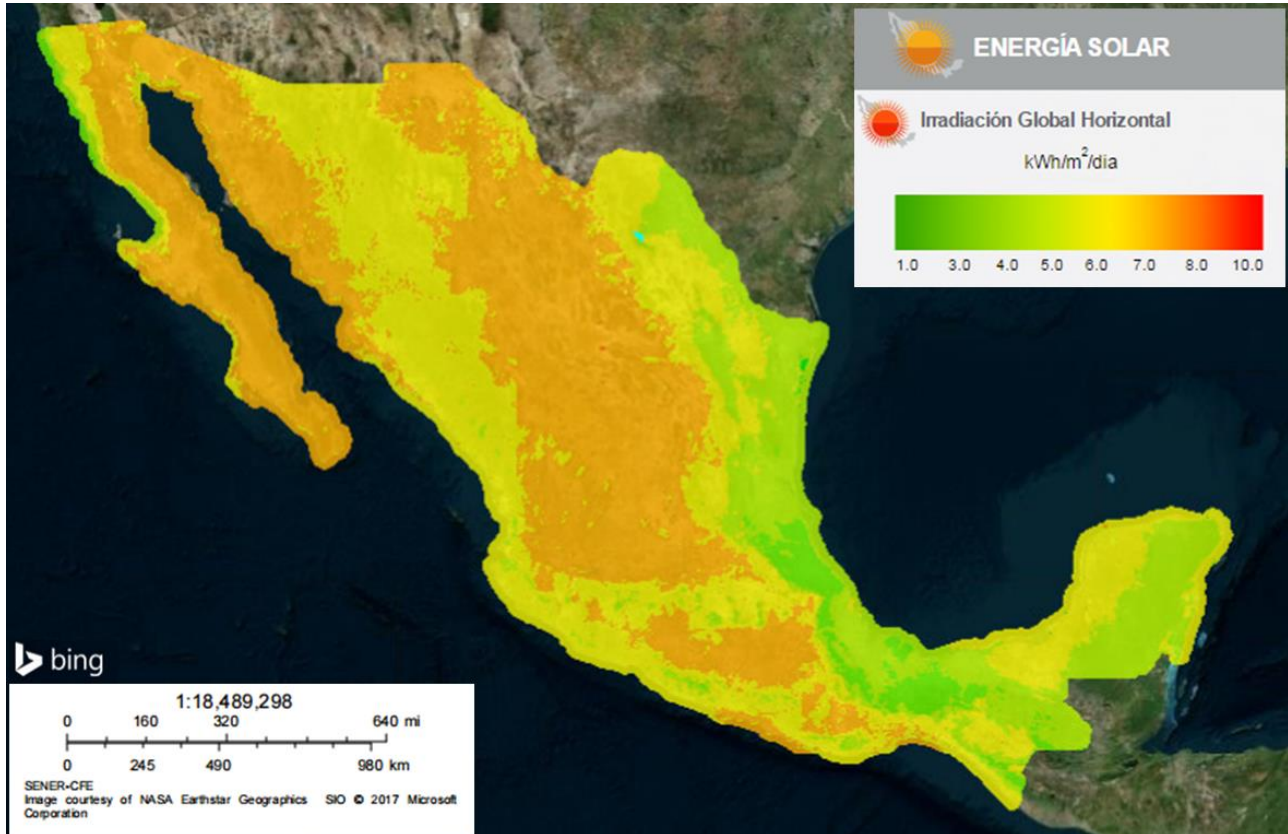 ENERGÍA SOLAR
Irradiación Global Horizontal
kWh/m²/dia
1.0 3.0 4.0 5.0 6.0 7.0 8.0 10.0
bing
1:18,489,298
0 160 320 640 mi
0 245 490 980 km
SENER-CFE
Image courtesy of NASA Earthstar Geographics SIO © 2017 Microsoft
Corporation